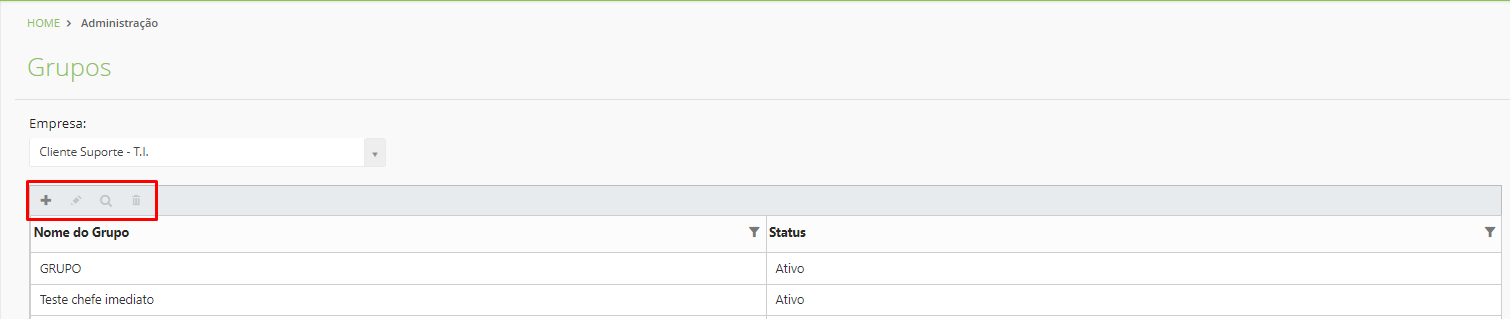 HOME > Administração
Grupos
Empresa:
Cliente Suporte - T.I.
Nome do Grupo Status
GRUPO Ativo
Teste chefe imediato Ativo